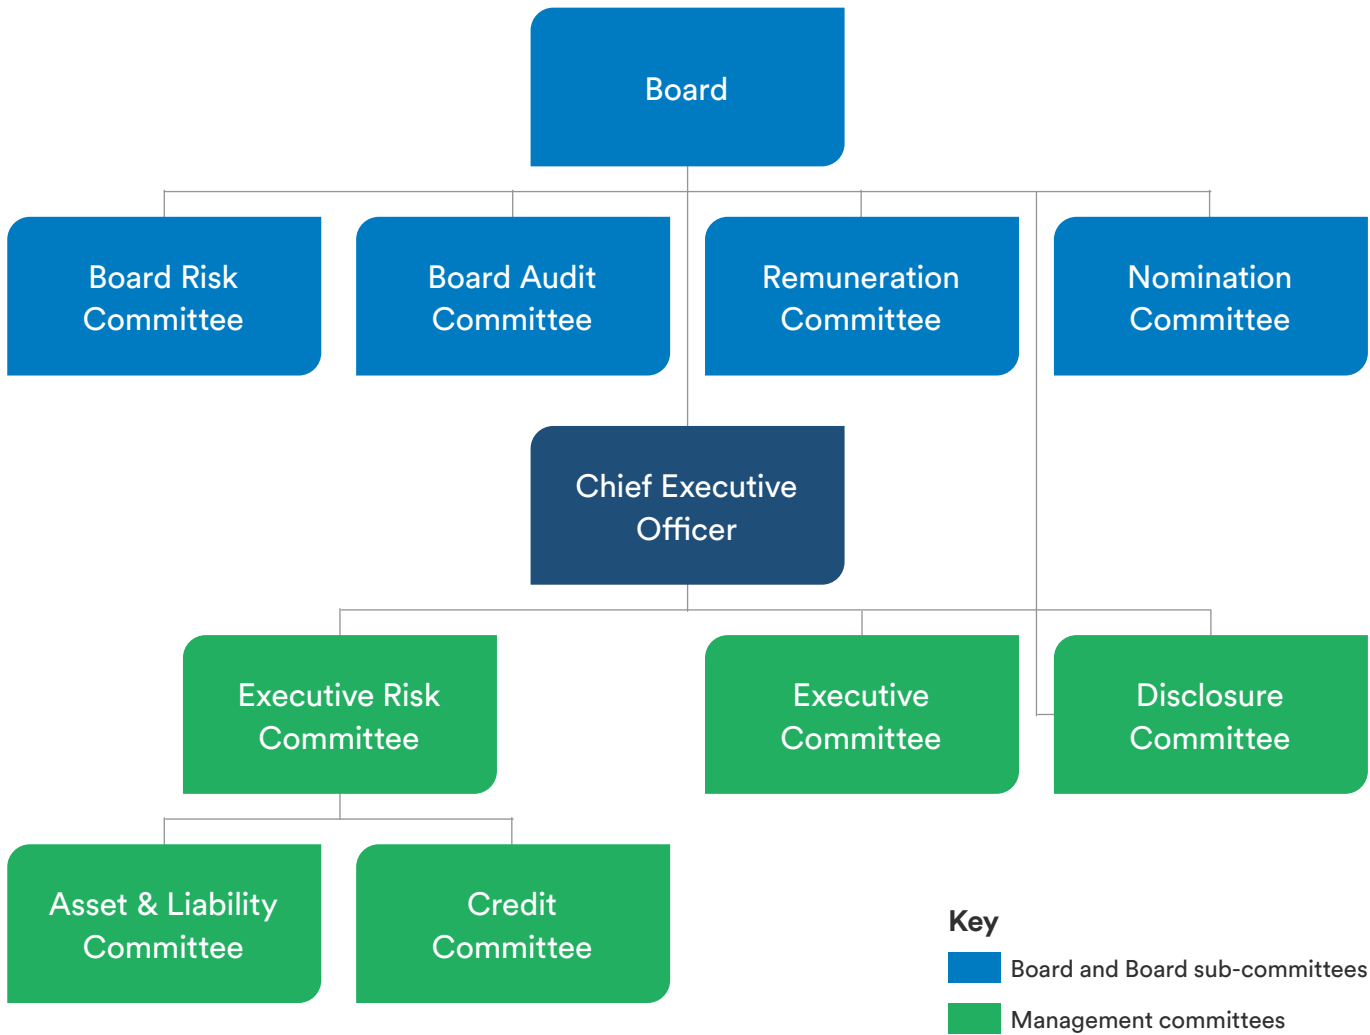 Board
Board Risk
Committee
Board Audit
Committee
Remuneration
Committee
Nomination
Committee
Chief Executive
Officer
Executive Risk
Committee
Executive
Committee
Disclosure
Committee
Asset & Liability
Committee
Credit
Committee
Key
Board and Board sub-committees
Management committees